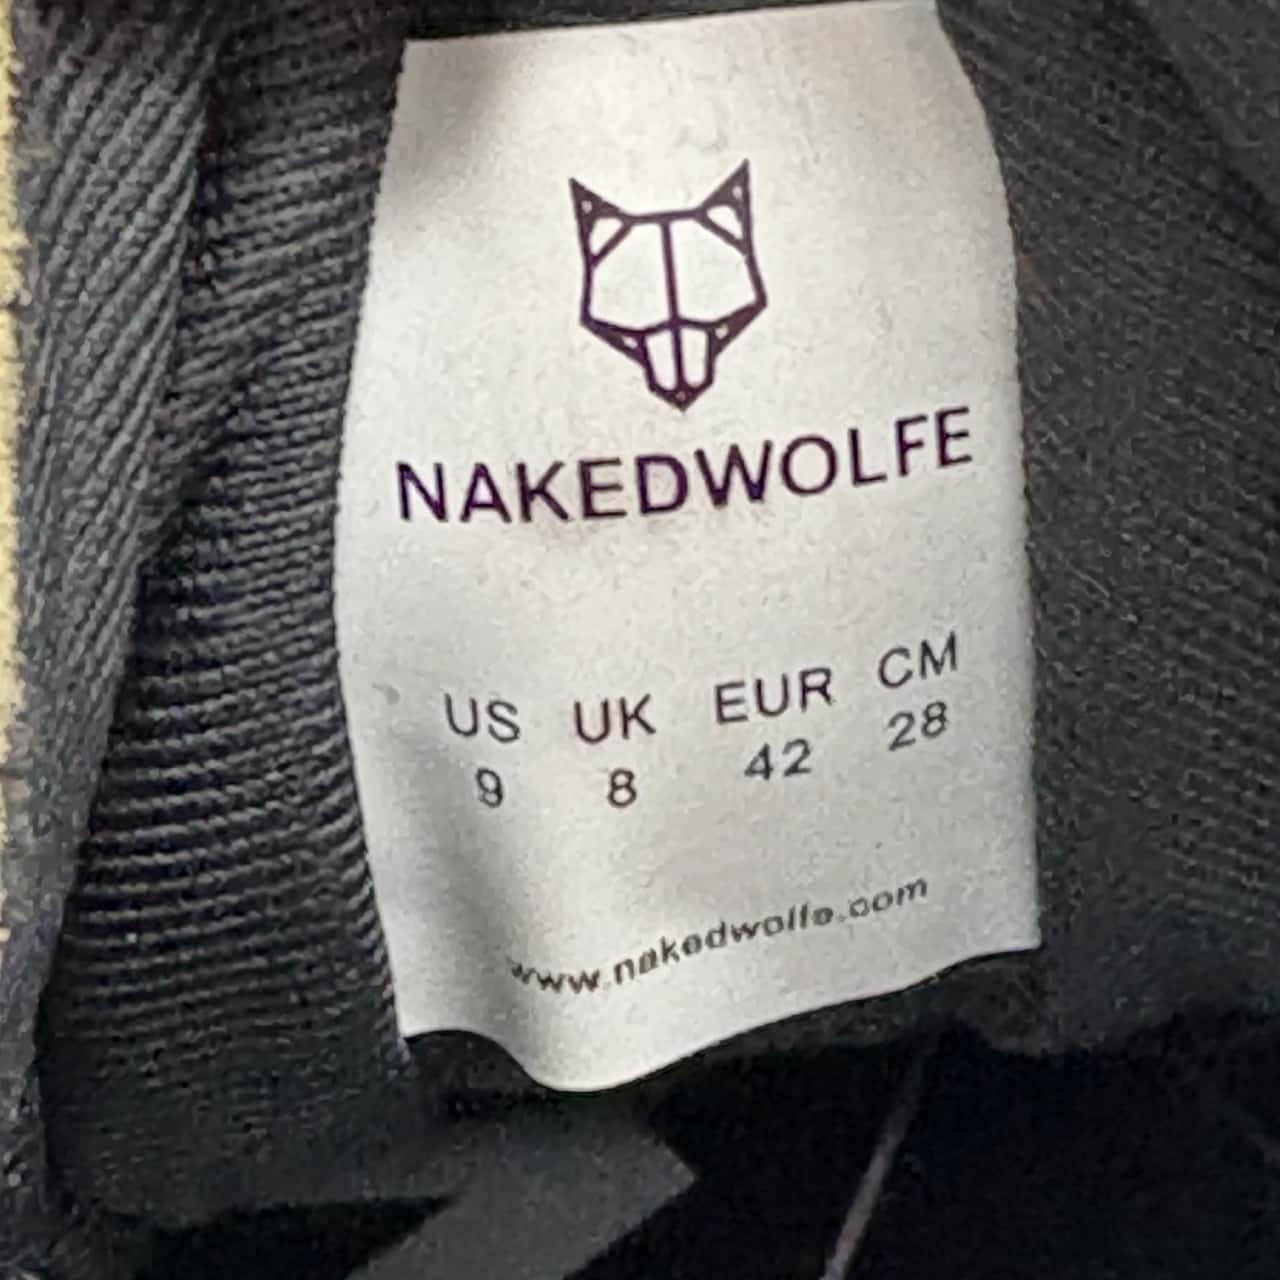 NAKEDWOLFE
US UK EUR CM
9 8 42 28
www.nakedwolfe.com